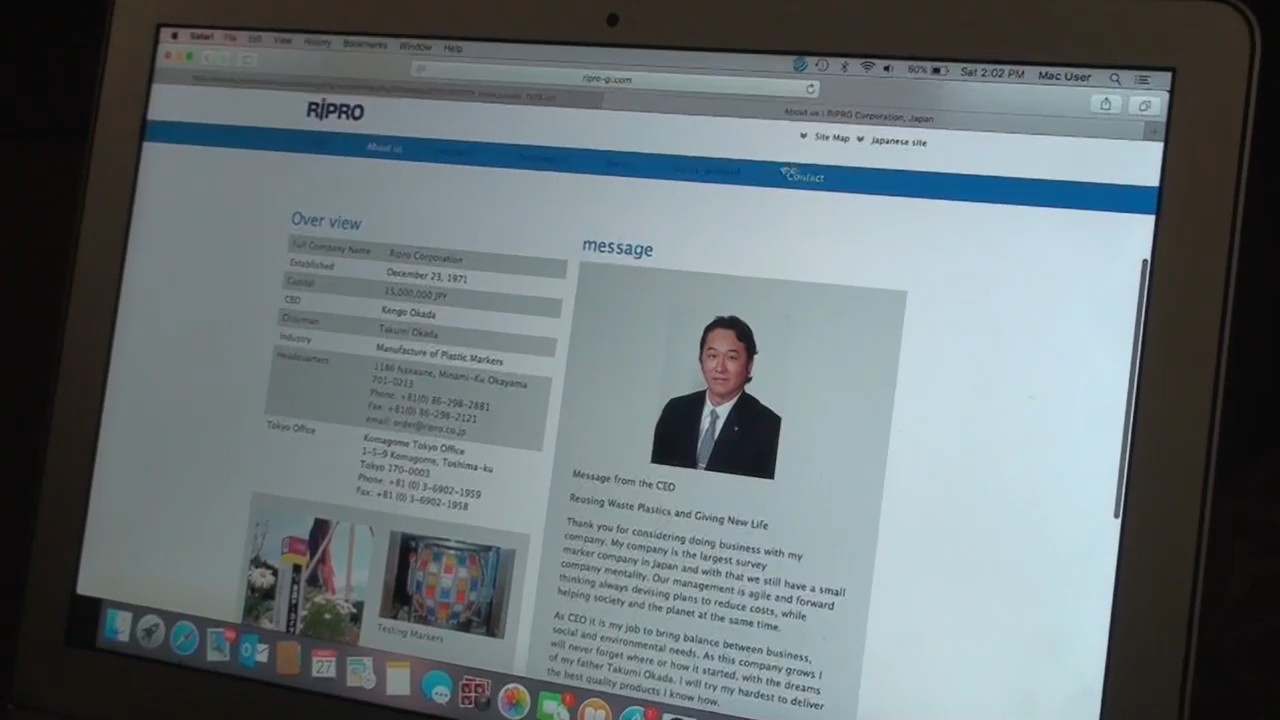 Safari File Edit View History Bookmarks Window Help
60% Sat 2:02 PM Mac User
ripro-gi.com
About us | RIPRO Corporation, Japan
RiPRO
Site Map Japanese site
About us
Contact
Over view
Full Company Name Ripro Corporation
Established December 23, 1971
Capital 15,000,000 JPY
CEO Kengo Okada
Chairman Takumi Okada
Industry Manufacture of Plastic Markers
Headquarters 1186 Nakaune, Minami-Ku Okayama
701-0213
Phone: +81(0) 86-298-2881
Fax: +81(0) 86-298-2121
email: order@ripro.co.jp
Tokyo Office Komagome Tokyo Office
1-5-9 Komagome, Toshima-ku
Tokyo 170-0003
Phone: +81 (0) 3-6902-1959
Fax: +81 (0) 3-6902-1958
Testing Markers
message
Message from the CEO
Reusing Waste Plastics and Giving New Life
Thank you for considering doing business with my
company. My company is the largest survey
marker company in Japan and with that we still have a small
company mentality. Our management is agile and forward
thinking always devising plans to reduce costs, while
helping society and the planet at the same time.
As CEO it is my job to bring balance between business,
social and environmental needs. As this company grows I
will never forget where or how it started, with the dreams
of my father Takumi Okada. I will try my hardest to deliver
the best quality products I know how.
27